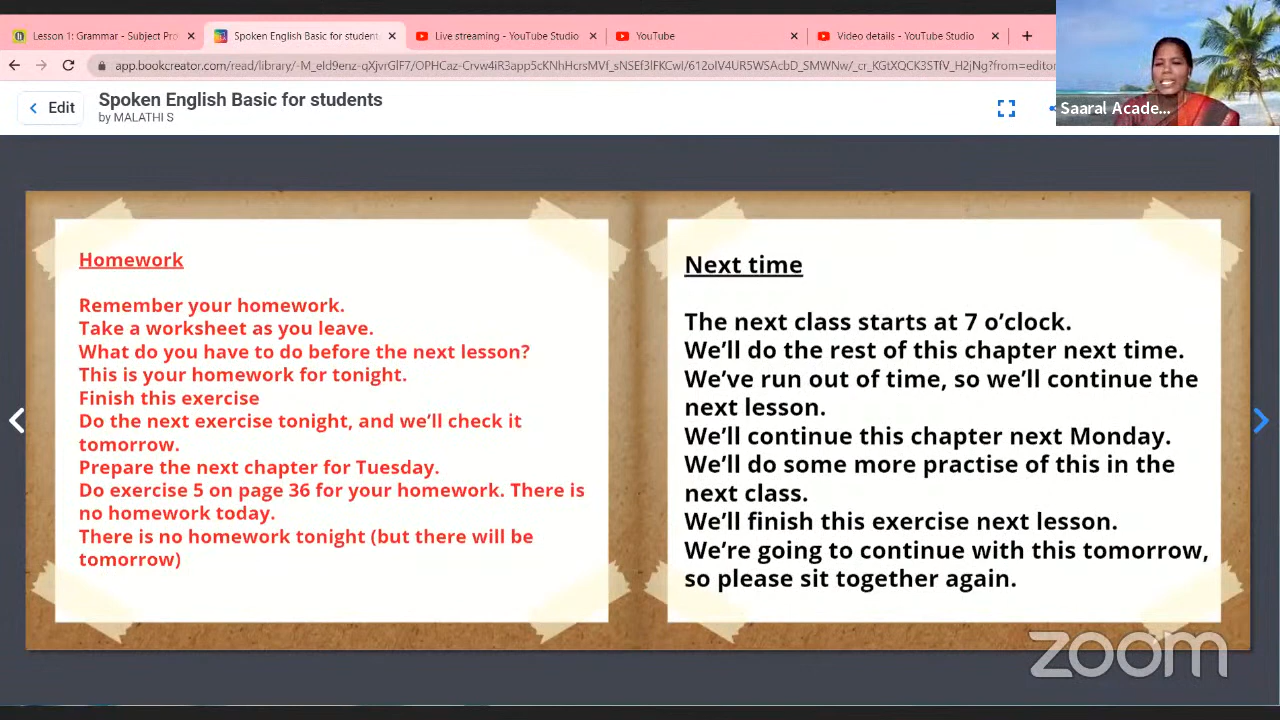 Lesson 1: Grammar - Subject Pro
Spoken English Basic for student
Live streaming - YouTube Studio
YouTube
Video details - YouTube Studio
Edit
Spoken English Basic for students
by MALATHI S
Saaral Acade...
Homework
Remember your homework.
Take a worksheet as you leave.
What do you have to do before the next lesson?
This is your homework for tonight.
Finish this exercise
Do the next exercise tonight, and we'll check it
tomorrow.
Prepare the next chapter for Tuesday.
Do exercise 5 on page 36 for your homework. There is
no homework today.
There is no homework tonight (but there will be
tomorrow)
Next time
The next class starts at 7 o'clock.
We'll do the rest of this chapter next time.
We've run out of time, so we'll continue the
next lesson.
We'll continue this chapter next Monday.
We'll do some more practise of this in the
next class.
We'll finish this exercise next lesson.
We're going to continue with this tomorrow,
so please sit together again.
zoom